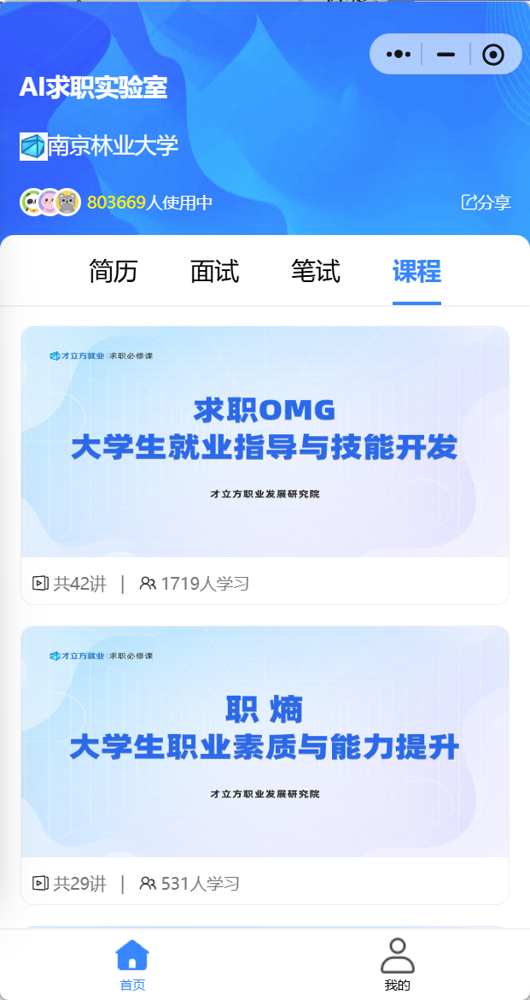 AI求职实验室
南京林业大学
803669人使用中
分享
简历 面试 笔试 课程
才立方就业 | 求职必修课
求职OMG
大学生就业指导与技能开发
才立方职业发展研究院
共42讲 | 1719人学习
才立方就业 | 求职必修课
职 熵
大学生职业素质与能力提升
才立方职业发展研究院
共29讲 | 531人学习
首页 我的